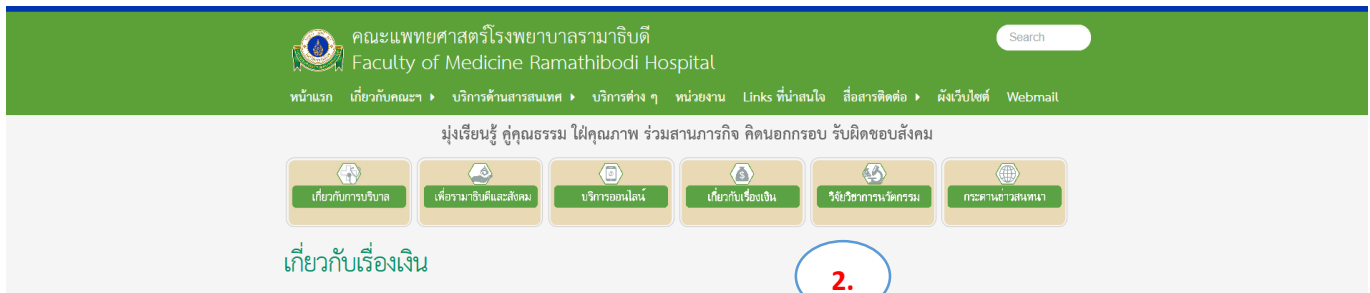 คณะแพทยศาสตร์โรงพยาบาลรามาธิบดี
Search
Faculty of Medicine Ramathibodi Hospital
หน้าแรก เกี่ยวกับคณะฯ บริการด้านสารสนเทศ บริการต่าง ๆ หน่วยงาน Links ที่น่าสนใจ สื่อสารติดต่อ ผังเว็บไซต์ Webmail
มุ่งเรียนรู้ คู่คุณธรรม ใฝ่คุณภาพ ร่วมสานภารกิจ คิดนอกกรอบ รับผิดชอบสังคม
เกี่ยวกับการบริบาล เพื่อรามาธิบดีและสังคม บริการออนไลน์ เกี่ยวกับเรื่องเงิน วิจัยวิชาการนวัตกรรม กระดานข่าวสนทนา
เกี่ยวกับเรื่องเงิน
2.